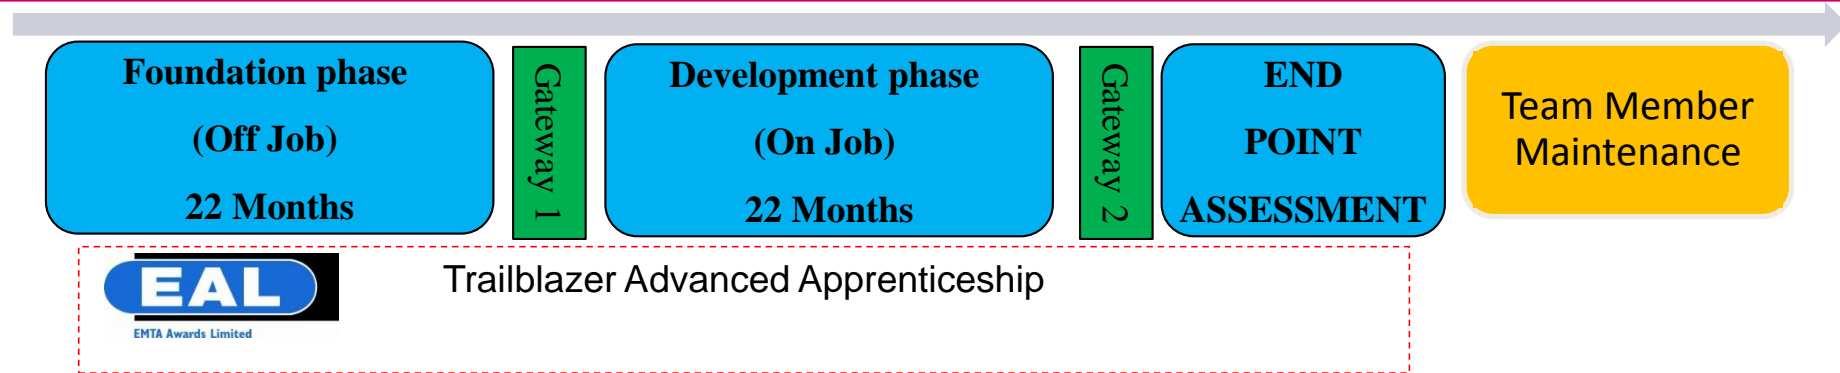 Foundation phase
(Off Job)
22 Months
Gateway 1
Development phase
(On Job)
22 Months
Gateway 2
END
POINT
ASSESSMENT
Team Member
Maintenance
EAL
EMTA Awards Limited
Trailblazer Advanced Apprenticeship